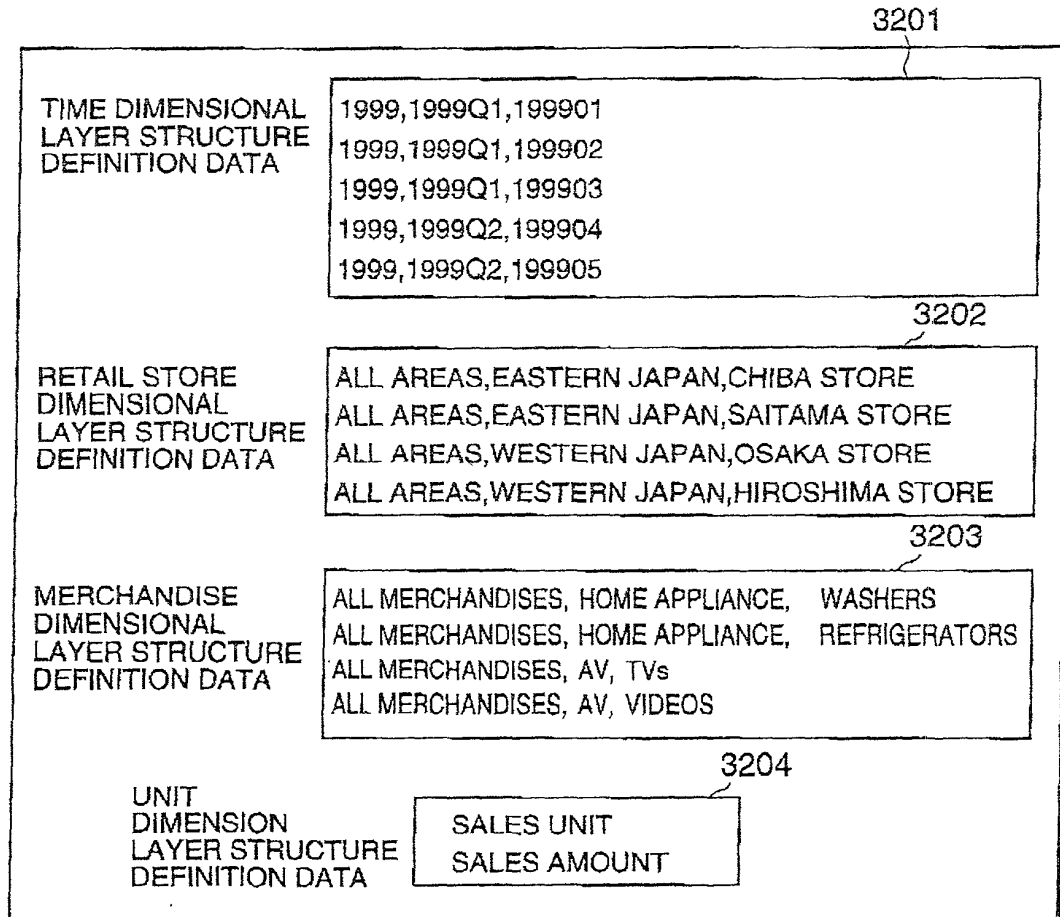 3201
TIME DIMENSIONAL
LAYER STRUCTURE
DEFINITION DATA
1999,1999Q1,199901
1999,1999Q1,199902
1999,1999Q1,199903
1999,1999Q2,199904
1999,1999Q2,199905
3202
RETAIL STORE
DIMENSIONAL
LAYER STRUCTURE
DEFINITION DATA
ALL AREAS,EASTERN JAPAN,CHIBA STORE
ALL AREAS,EASTERN JAPAN,SAITAMA STORE
ALL AREAS,WESTERN JAPAN,OSAKA STORE
ALL AREAS,WESTERN JAPAN,HIROSHIMA STORE
3203
MERCHANDISE
DIMENSIONAL
LAYER STRUCTURE
DEFINITION DATA
ALL MERCHANDISES, HOME APPLIANCE, WASHERS
ALL MERCHANDISES, HOME APPLIANCE, REFRIGERATORS
ALL MERCHANDISES, AV, TVs
ALL MERCHANDISES, AV, VIDEOS
3204
UNIT
DIMENSION
LAYER STRUCTURE
DEFINITION DATA
SALES UNIT
SALES AMOUNT